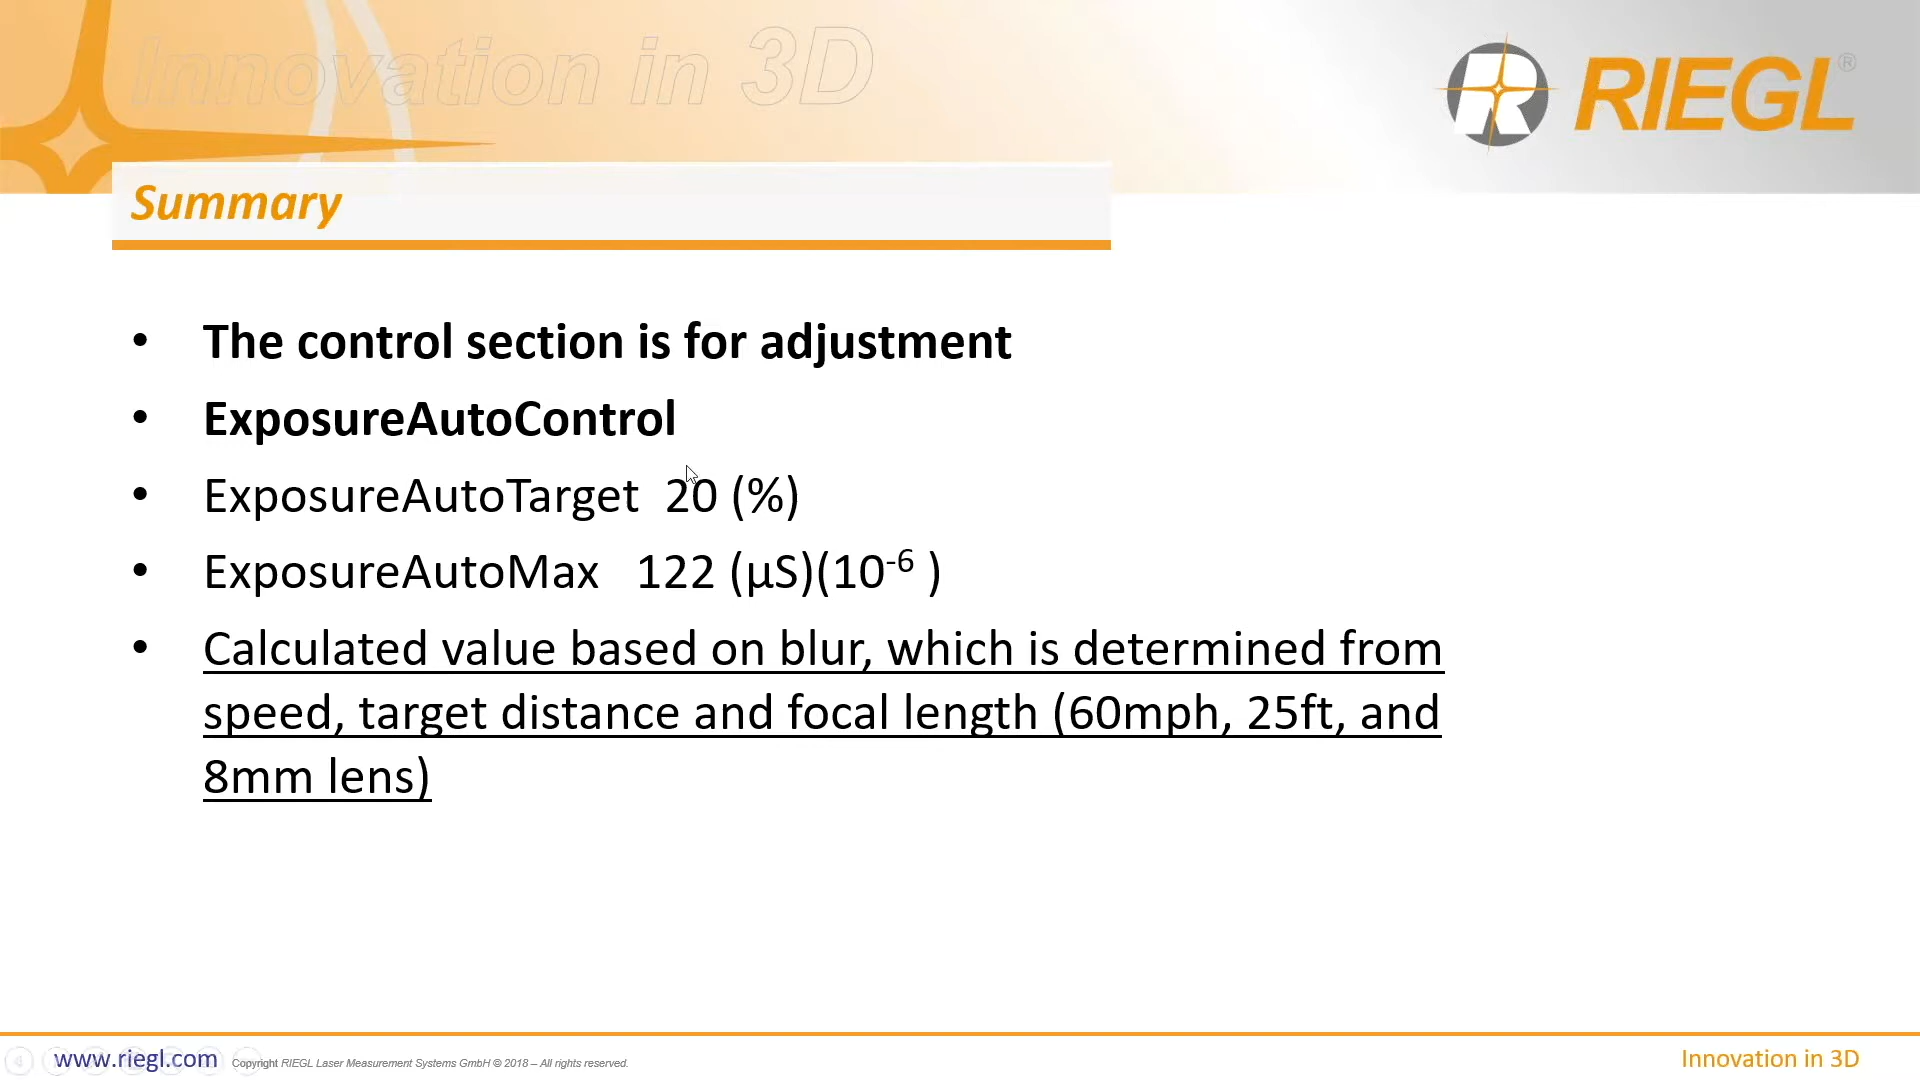 Innovation in 3D
RIEGL®
Summary
• The control section is for adjustment
• ExposureAutoControl
• ExposureAutoTarget 20 (%)
• ExposureAutoMax 122 (µS)(10⁻⁶ )
• Calculated value based on blur, which is determined from
speed, target distance and focal length (60mph, 25ft, and
8mm lens)
www.riegl.com
Copyright RIEGL Laser Measurement Systems GmbH © 2018 – All rights reserved.
Innovation in 3D